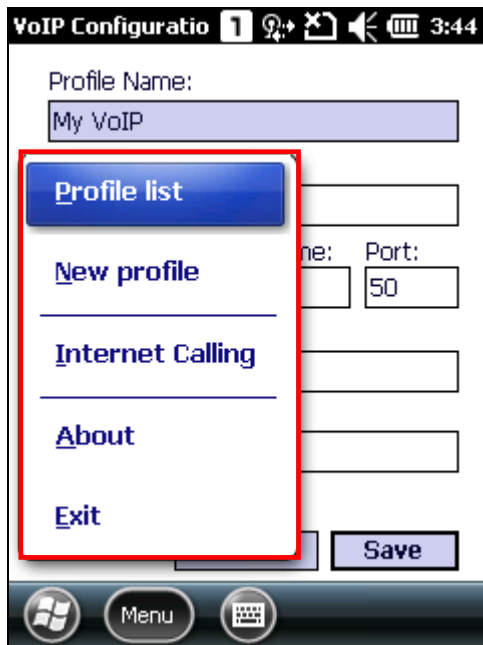 VoIP Configuratio 1 3:44
Profile Name:
My VoIP
Profile list
me: Port:
New profile
50
Internet Calling
About
Exit
Save
Menu